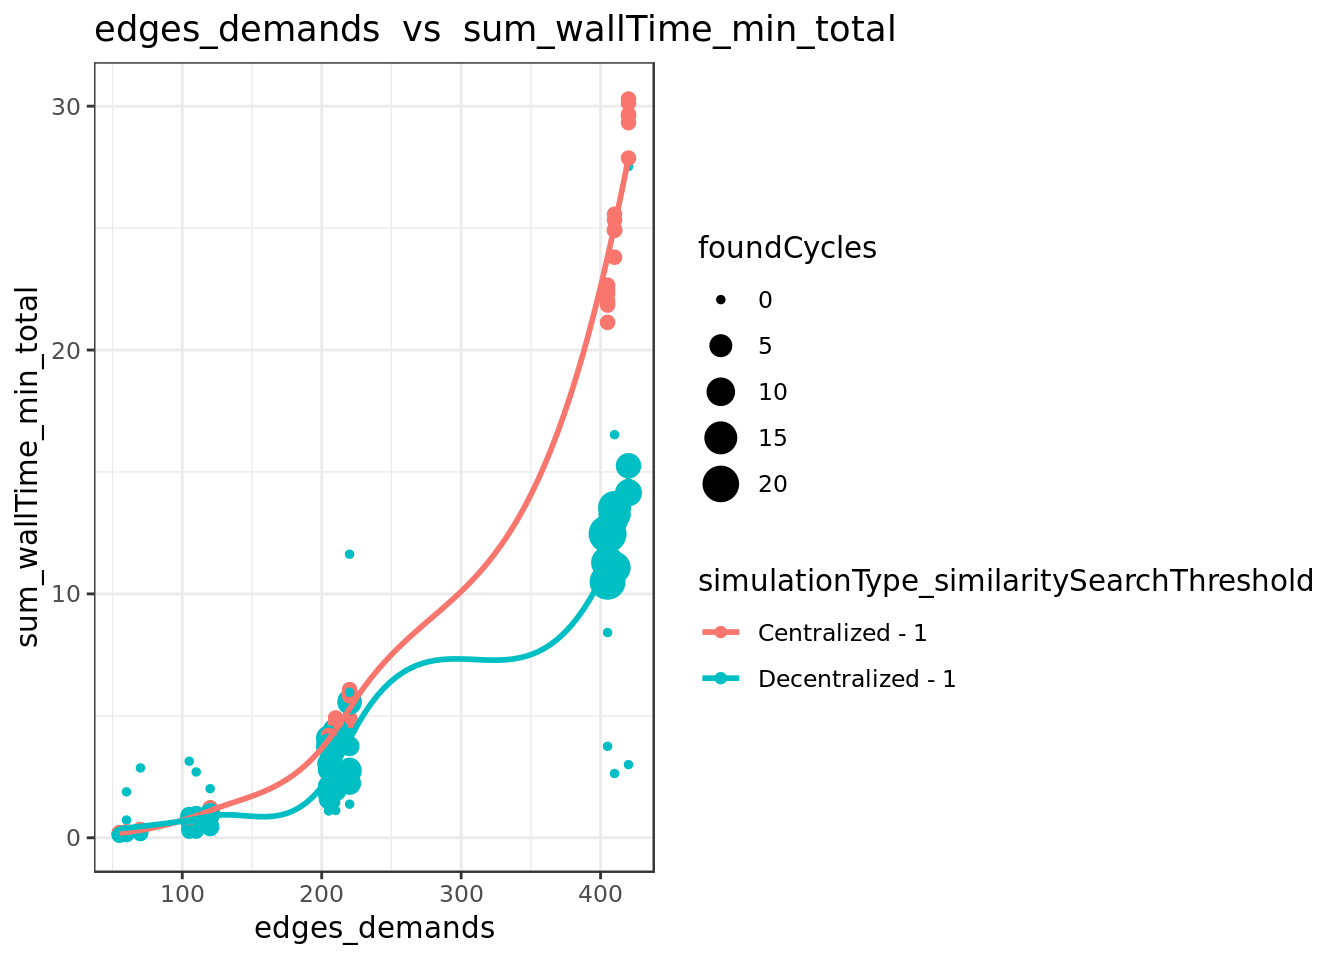 edges_demands  vs  sum_wallTime_min_total
sum_wallTime_min_total
30
20
10
0
100
200
300
400
edges_demands
foundCycles
0
5
10
15
20
simulationType_similaritySearchThreshold
Centralized - 1
Decentralized - 1